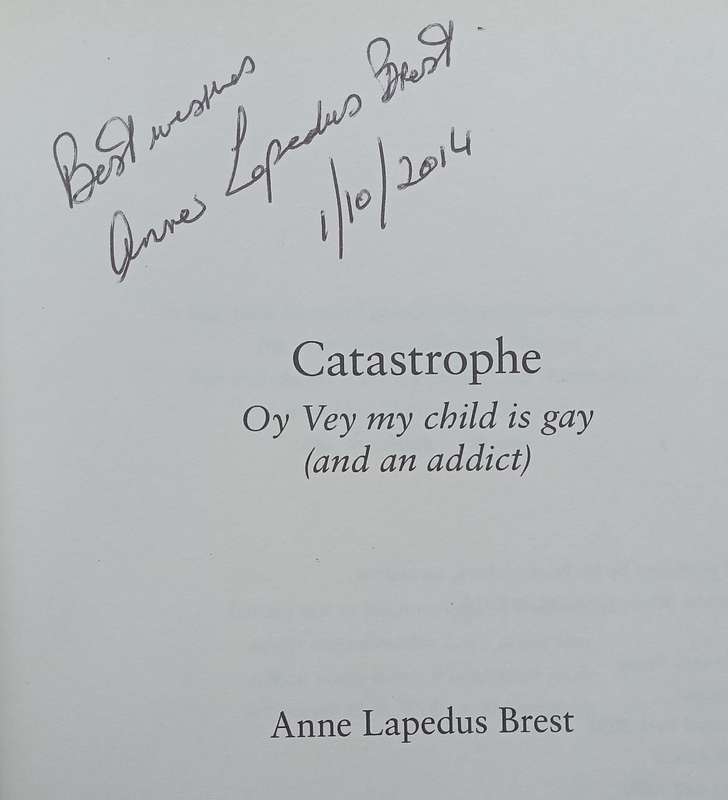 Best wishes
Anne Lapedus Brest.
1/10/2014
Catastrophe
Oy Vey my child is gay
(and an addict)
Anne Lapedus Brest